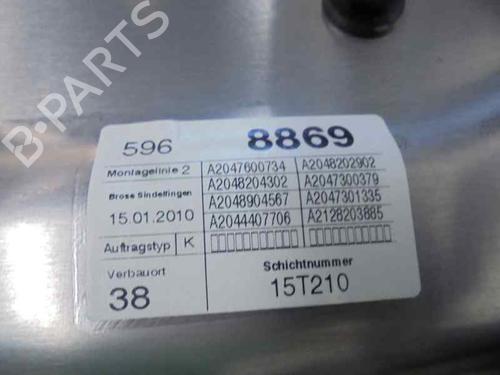 596 8869
Montagelinie 2 A2047600734 A2048202902
A2048204302 A2047300379
Brose Sindelfingen A2048904567 A2047301335
15.01.2010 A2044407706 A2128203885
Auftragstyp K
Verbauort Schichtnummer
38 15T210
B-PARTS